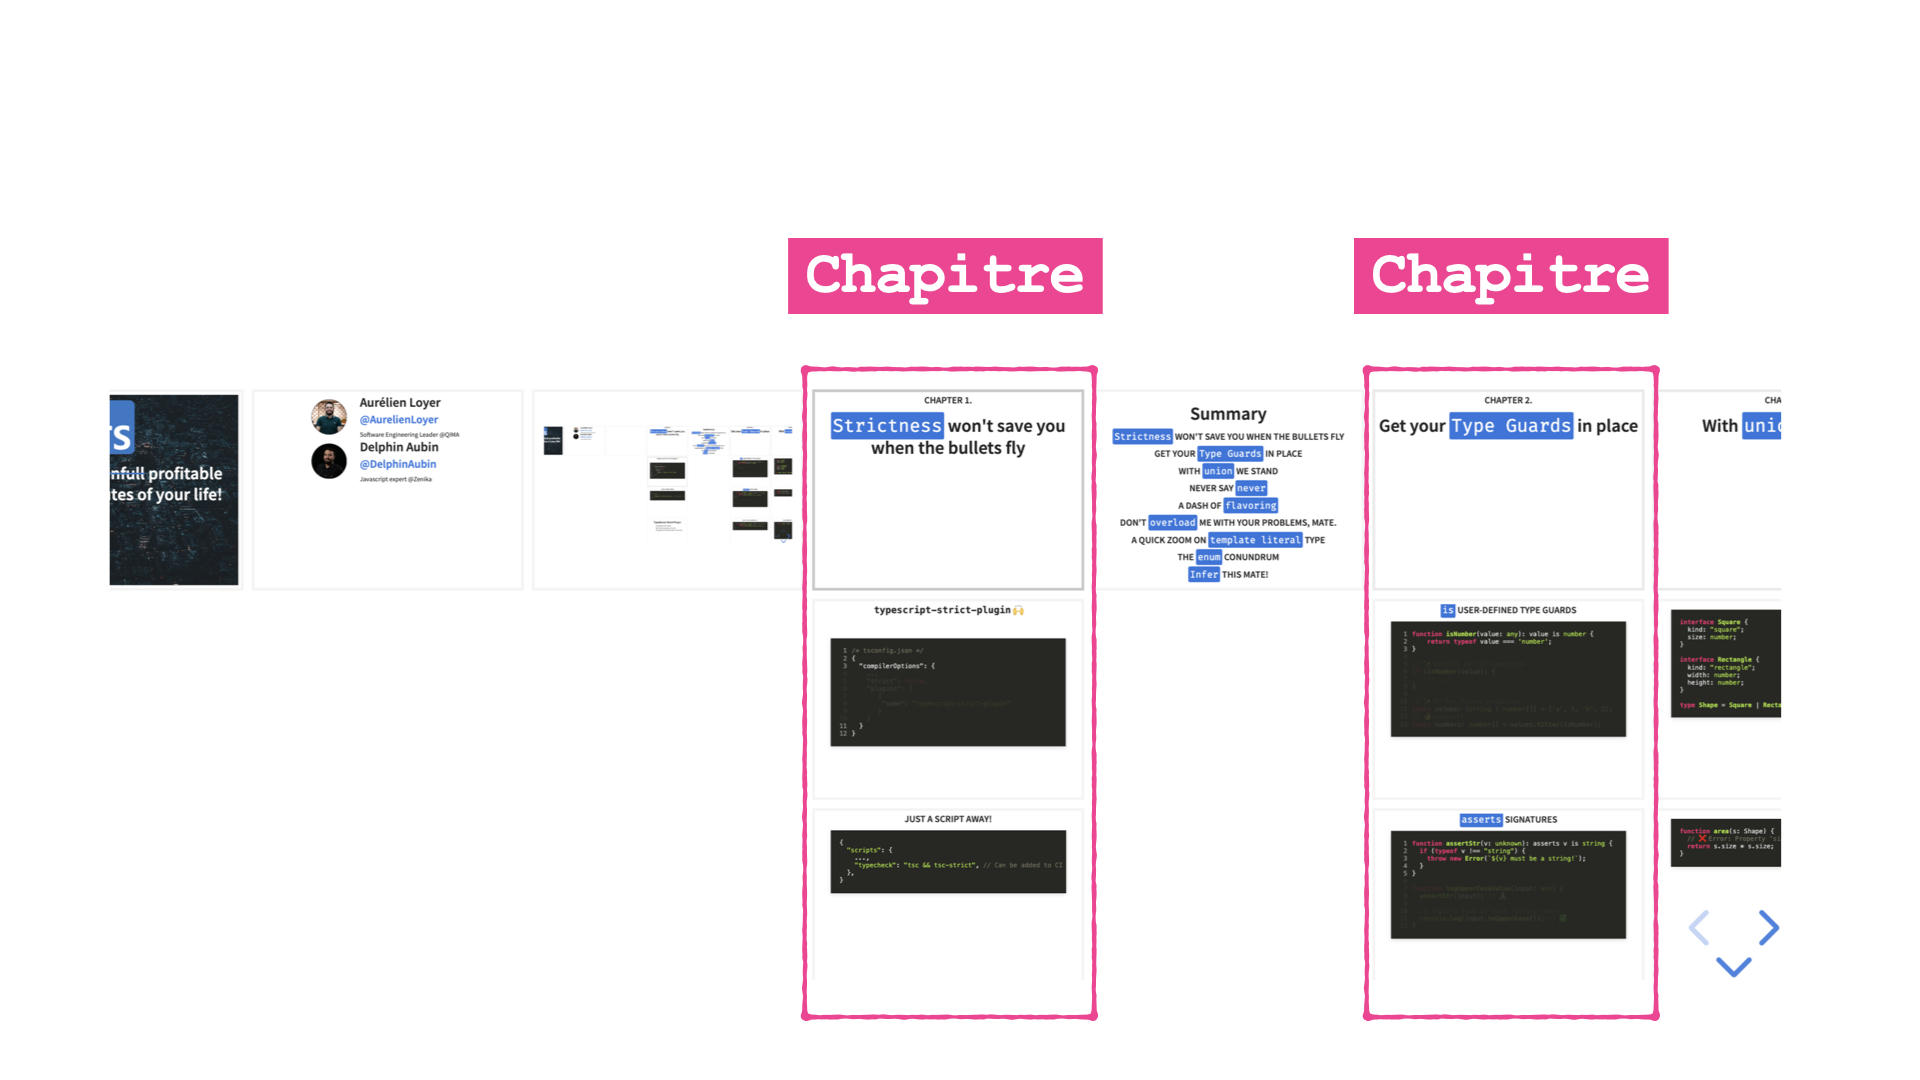 Chapitre
Chapitre
TS
nfull profitable
tes of your life!
Aurélien Loyer
@AurelienLoyer
Software Engineering Leader @QIMA
Delphin Aubin
@DelphinAubin
Javascript expert @Zenika
CHAPTER 1.
Strictness won't save you
when the bullets fly
typescript-strict-plugin 🙌
1 /* tsconfig.json */
2 {
3 "compilerOptions": {
11 }
12 }
JUST A SCRIPT AWAY!
{
"scripts": {
...,
"typecheck": "tsc && tsc-strict", // Can be added to CI
},
}
Summary
Strictness WON'T SAVE YOU WHEN THE BULLETS FLY
GET YOUR Type Guards IN PLACE
WITH union WE STAND
NEVER SAY never
A DASH OF flavoring
DON'T overload ME WITH YOUR PROBLEMS, MATE.
A QUICK ZOOM ON template literal TYPE
THE enum CONUNDRUM
Infer THIS MATE!
CHAPTER 2.
Get your Type Guards in place
is USER-DEFINED TYPE GUARDS
1 function isNumber(value: any): value is number {
2 return typeof value === 'number';
3 }
asserts SIGNATURES
1 function assertStr(v: unknown): asserts v is string {
2 if (typeof v !== "string") {
3 throw new Error(`${v} must be a string!`);
4 }
5 }
CHA
With unio
interface Square {
kind: "square";
size: number;
}
interface Rectangle {
kind: "rectangle";
width: number;
height: number;
}
type Shape = Square | Recta
function area(s: Shape) {
// ❌ Error: Property 'si
return s.size * s.size;
}